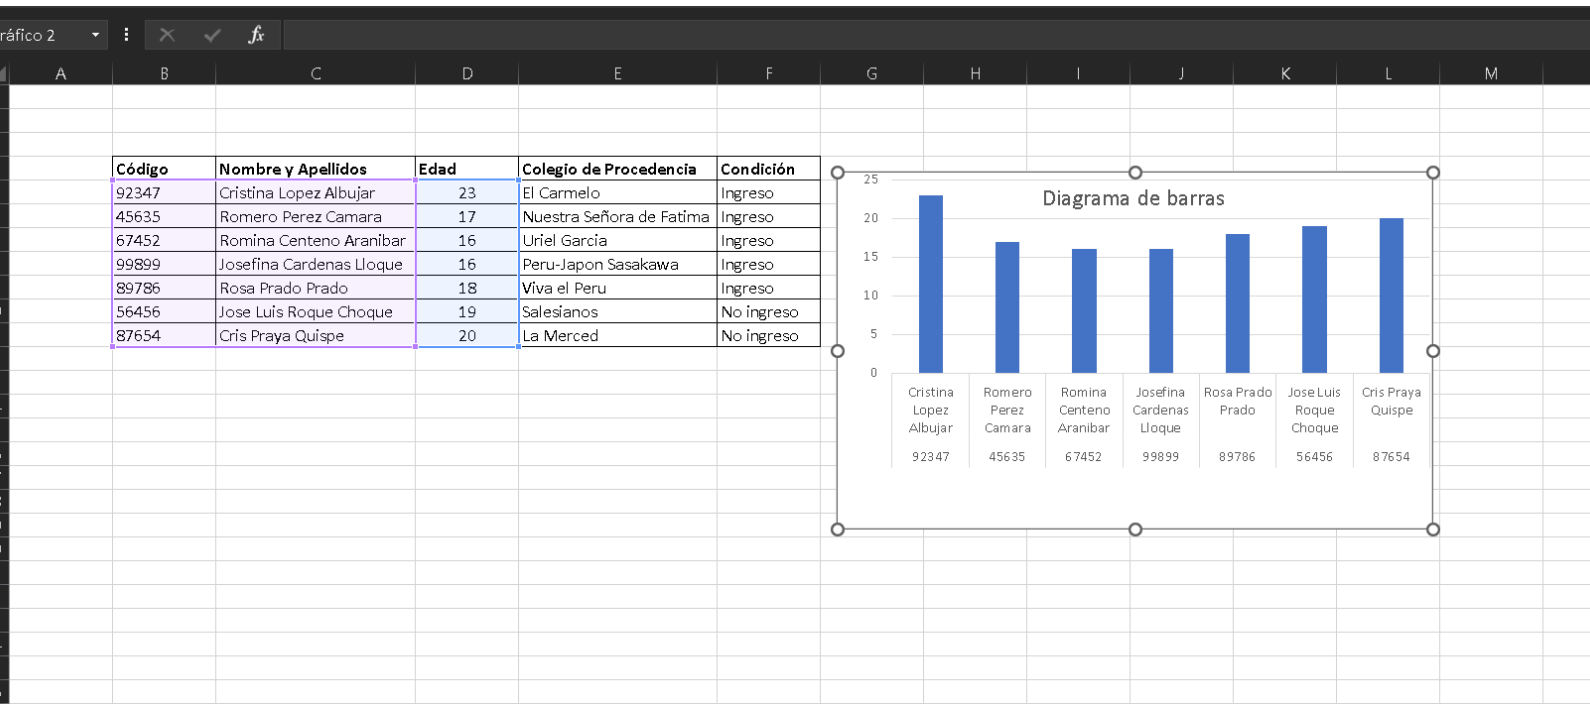 ráfico 2 fx
A B C D E F G H I J K L M
Código Nombre y Apellidos Edad Colegio de Procedencia Condición
92347 Cristina Lopez Albujar 23 El Carmelo Ingreso
45635 Romero Perez Camara 17 Nuestra Señora de Fatima Ingreso
67452 Romina Centeno Aranibar 16 Uriel Garcia Ingreso
99899 Josefina Cardenas Lloque 16 Peru-Japon Sasakawa Ingreso
89786 Rosa Prado Prado 18 Viva el Peru Ingreso
56456 Jose Luis Roque Choque 19 Salesianos No ingreso
87654 Cris Praya Quispe 20 La Merced No ingreso
Diagrama de barras
25
20
15
10
5
0
Cristina Romero Romina Josefina Rosa Prado Jose Luis Cris Praya
Lopez Perez Centeno Cardenas Prado Roque Quispe
Albujar Camara Aranibar Lloque Choque
92347 45635 67452 99899 89786 56456 87654